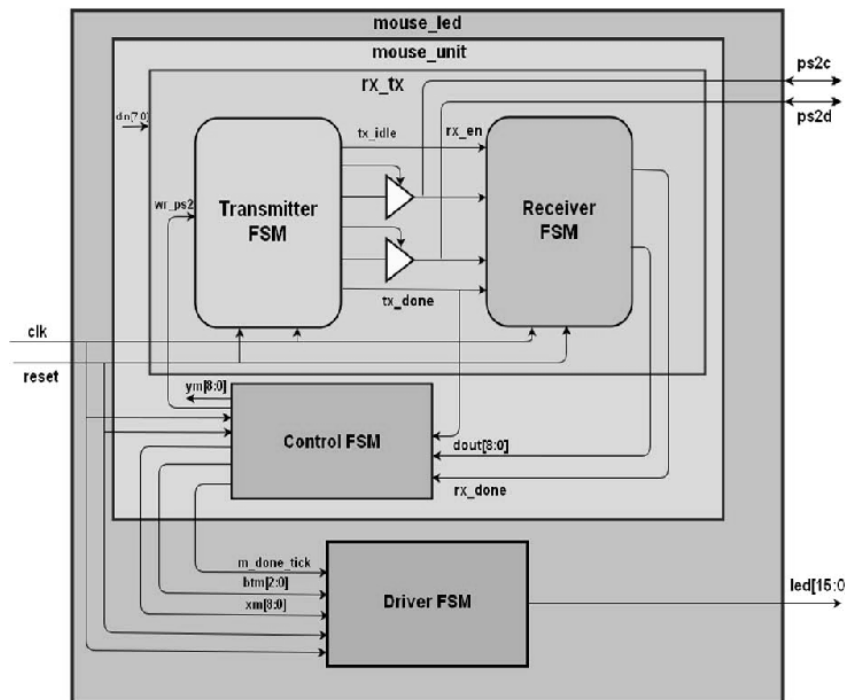 mouse_led
mouse_unit
rx_tx
ps2c
ps2d
din[7:0]
tx_idle
rx_en
wr_ps2
Transmitter
FSM
Receiver
FSM
tx_done
clk
reset
ym[8:0]
Control FSM
dout[8:0]
rx_done
m_done_tick
btm[2:0]
xm[8:0]
Driver FSM
led[15:0